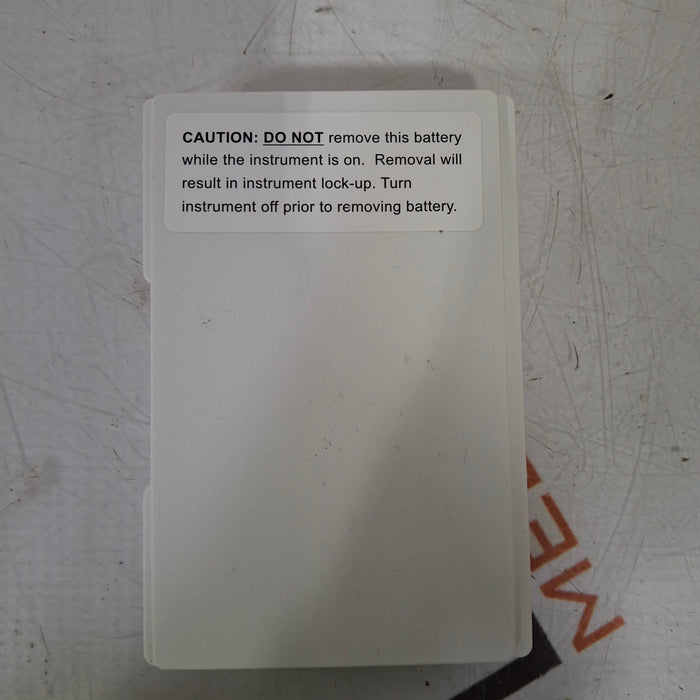 CAUTION: DO NOT remove this battery
while the instrument is on.  Removal will
result in instrument lock-up. Turn
instrument off prior to removing battery.
ME